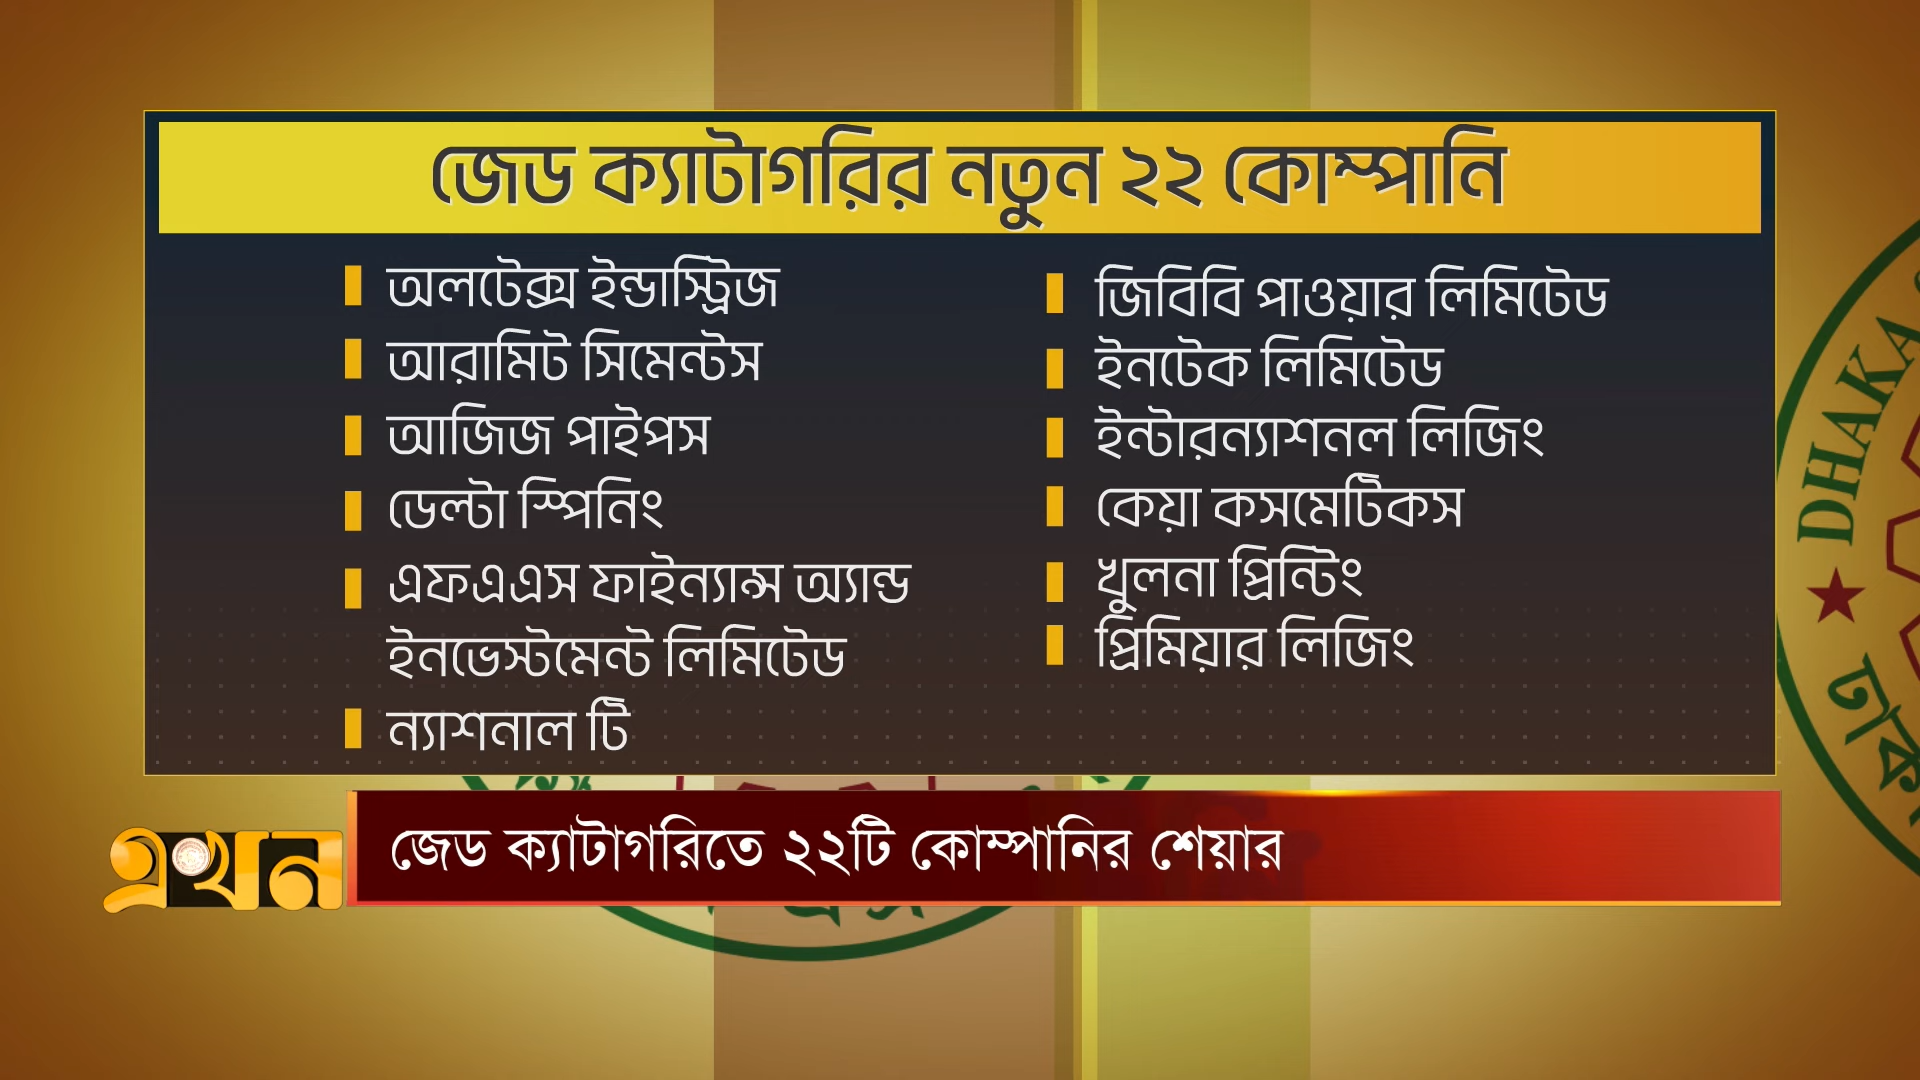 জেড ক্যাটাগরির নতুন ২২ কোম্পানি
অলটেক্স ইন্ডাস্ট্রিজ
আরামিট সিমেন্টস
আজিজ পাইপস
ডেল্টা স্পিনিং
এফএএস ফাইন্যান্স অ্যান্ড
ইনভেস্টমেন্ট লিমিটেড
ন্যাশনাল টি
জিবিবি পাওয়ার লিমিটেড
ইনটেক লিমিটেড
ইন্টারন্যাশনল লিজিং
কেয়া কসমেটিকস
খুলনা প্রিন্টিং
প্রিমিয়ার লিজিং
DHAKA
এখন
জেড ক্যাটাগরিতে ২২টি কোম্পানির শেয়ার